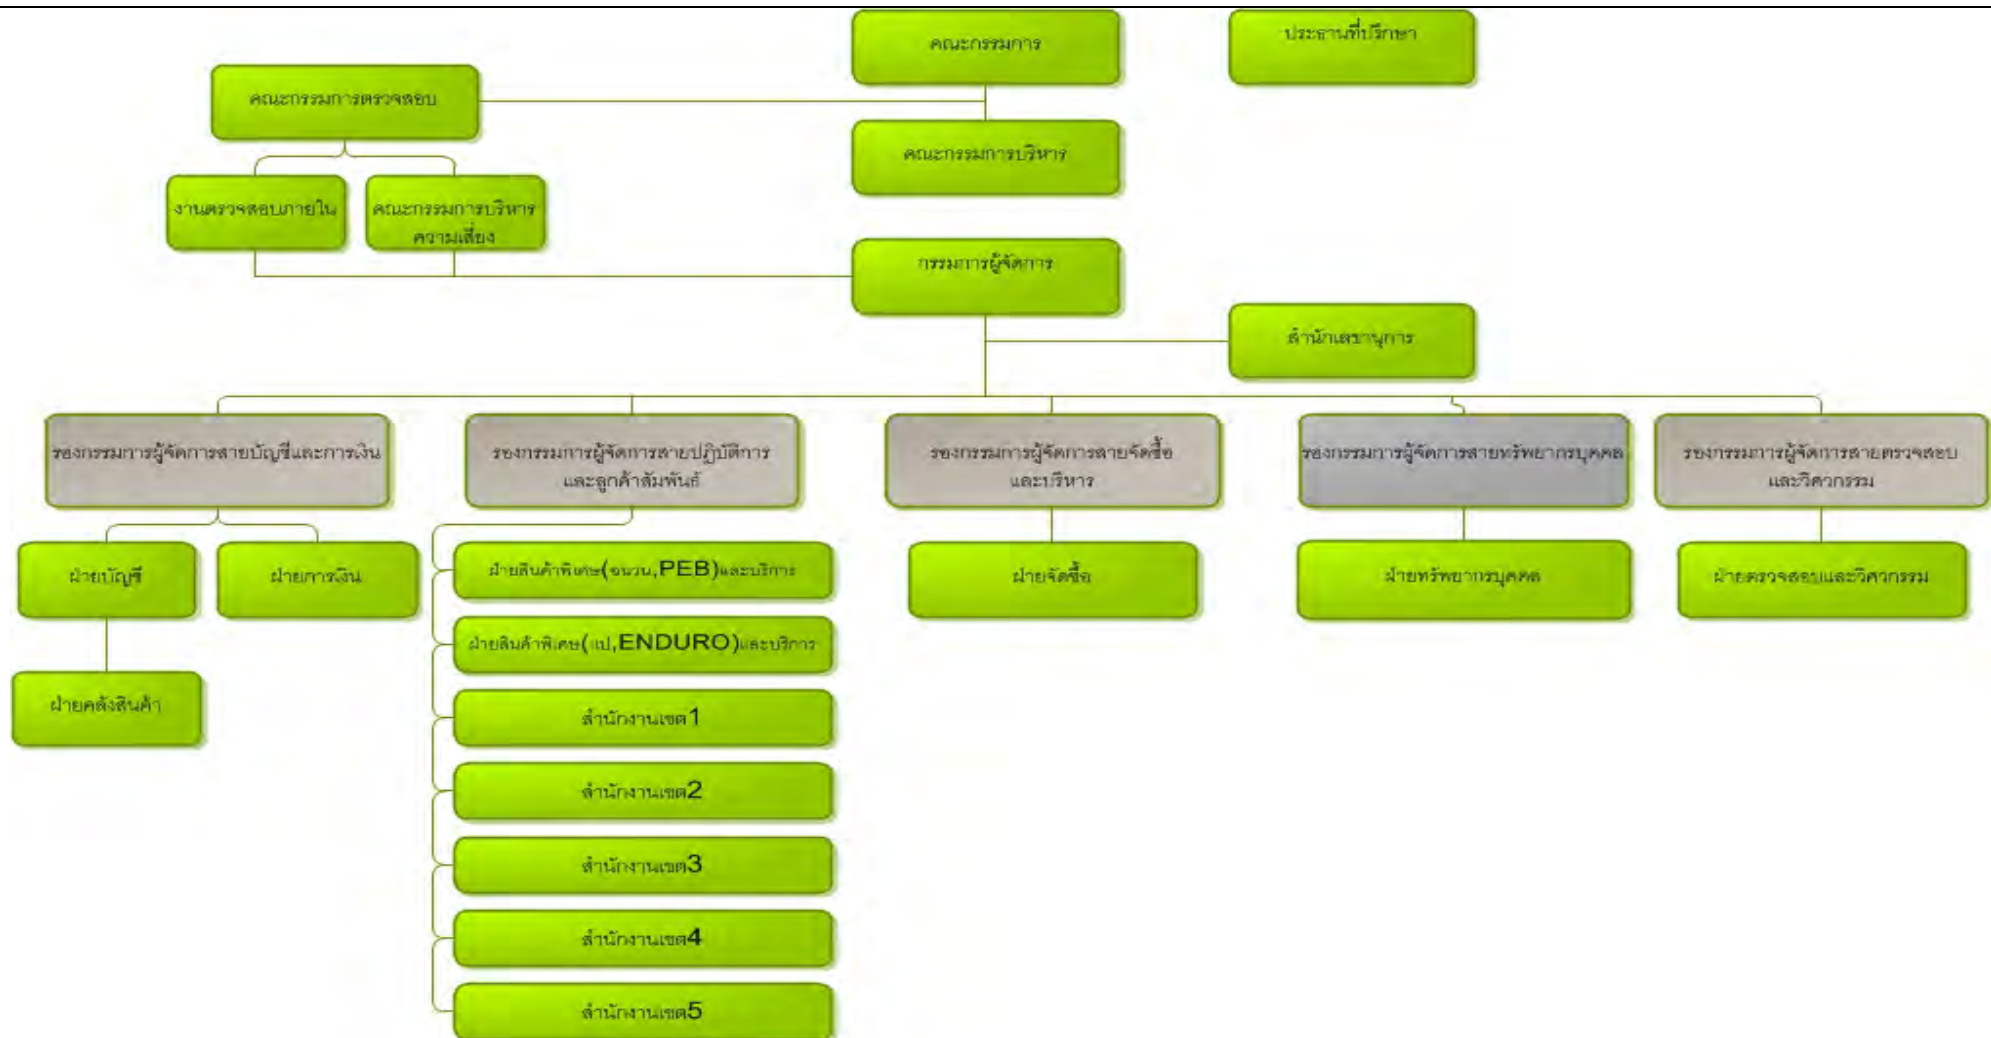 คณะกรรมการ
ประธานที่ปรึกษา
คณะกรรมการตรวจสอบ
คณะกรรมการบริหาร
งานตรวจสอบภายใน
คณะกรรมการบริหาร
ความเสี่ยง
กรรมการผู้จัดการ
สำนักเลขานุการ
รองกรรมการผู้จัดการสายบัญชีและการเงิน
รองกรรมการผู้จัดการสายปฏิบัติการ
และลูกค้าสัมพันธ์
รองกรรมการผู้จัดการสายจัดซื้อ
และบริหาร
รองกรรมการผู้จัดการสายทรัพยากรบุคคล
รองกรรมการผู้จัดการสายตรวจสอบ
และวิศวกรรม
ฝ่ายบัญชี
ฝ่ายการเงิน
ฝ่ายคลังสินค้า
ฝ่ายสินค้าพิเศษ(ฉนวน,PEB)และบริการ
ฝ่ายสินค้าพิเศษ(แป,ENDURO)และบริการ
สำนักงานเขต1
สำนักงานเขต2
สำนักงานเขต3
สำนักงานเขต4
สำนักงานเขต5
ฝ่ายจัดซื้อ
ฝ่ายทรัพยากรบุคคล
ฝ่ายตรวจสอบและวิศวกรรม